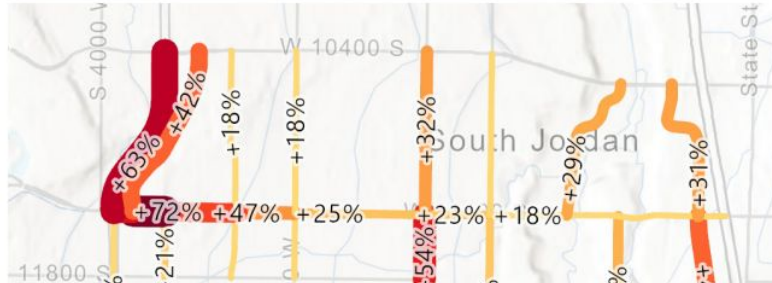 S 4000 W
W 10400 S
State St
+42%
+18%
+18%
+32%
South Jordan
+63%
+29%
+31%
+72%
+47%
+25%
+23%
+18%
21%
+54%
11800 S